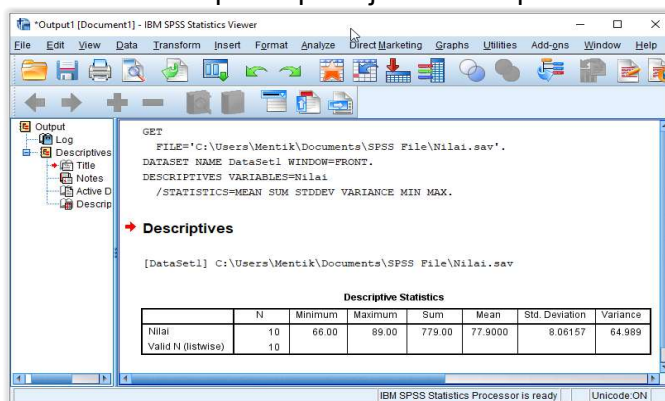 *Output1 [Document1] - IBM SPSS Statistics Viewer
File Edit View Data Transform Insert Format Analyze Direct Marketing Graphs Utilities Add-ons Window Help
Output
Log
Descriptives
Title
Notes
Active D
Descrip
GET
FILE='C:\Users\Mentik\Documents\SPSS File\Nilai.sav'.
DATASET NAME DataSet1 WINDOW=FRONT.
DESCRIPTIVES VARIABLES=Nilai
/STATISTICS=MEAN SUM STDDEV VARIANCE MIN MAX.
Descriptives
[DataSet1] C:\Users\Mentik\Documents\SPSS File\Nilai.sav
Descriptive Statistics
N Minimum Maximum Sum Mean Std. Deviation Variance
Nilai 10 66.00 89.00 779.00 77.9000 8.06157 64.989
Valid N (listwise) 10
IBM SPSS Statistics Processor is ready Unicode:ON